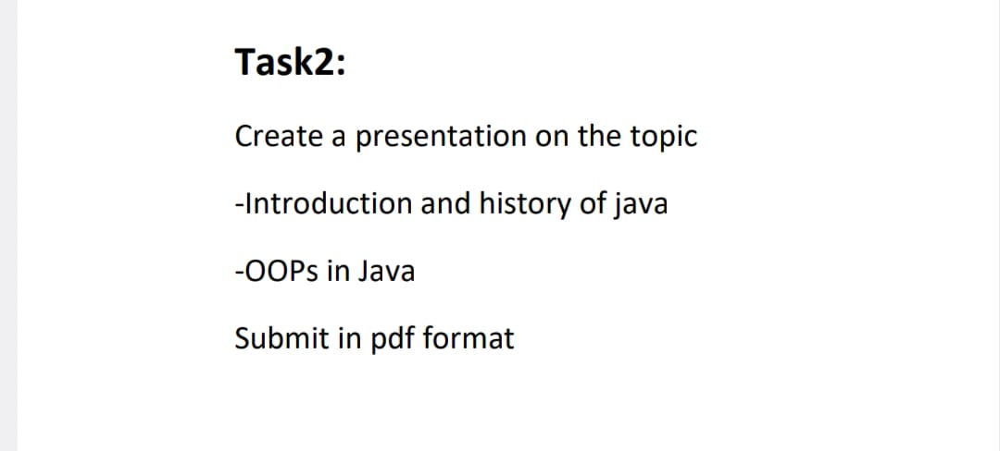 Task2:
Create a presentation on the topic
-Introduction and history of java
-OOPs in Java
Submit in pdf format